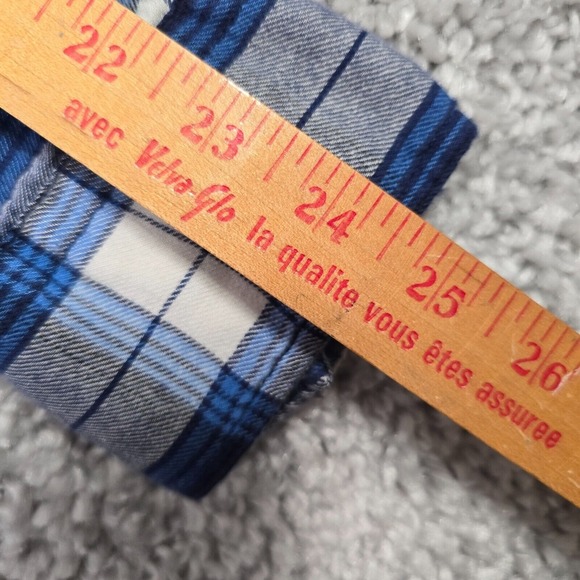 22 23 24 25 26
avec Velva-Glo la qualite vous êtes assuree